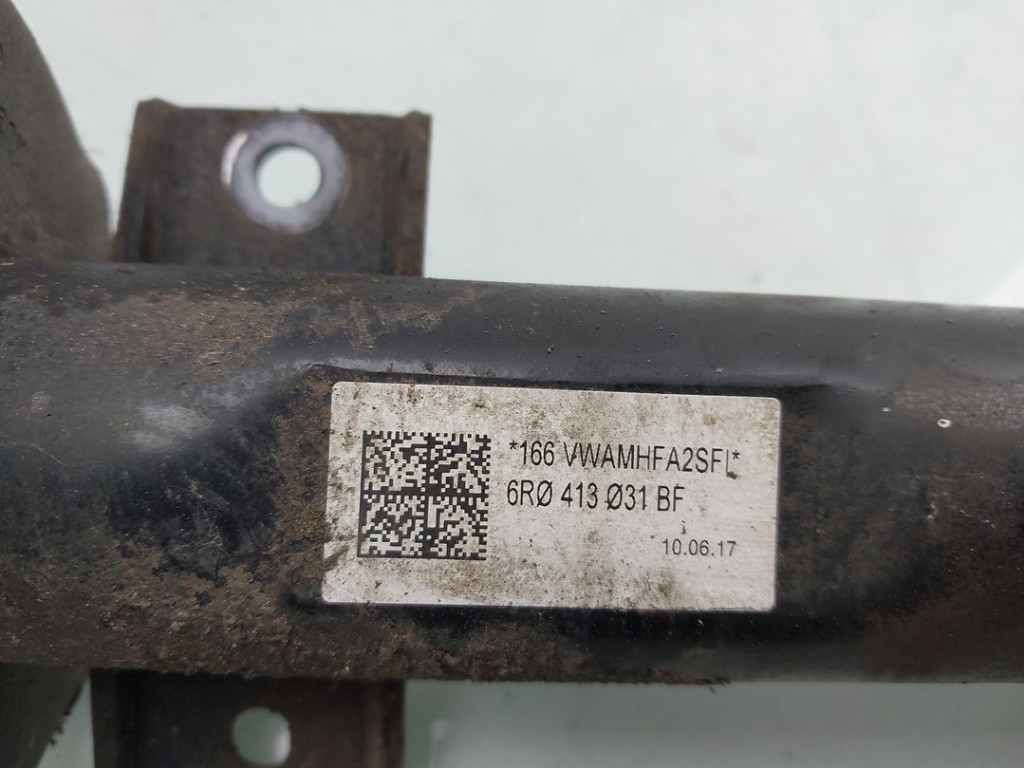 *166 VWAMHFA2SFL*
6RØ 413 Ø31 BF
10.06.17